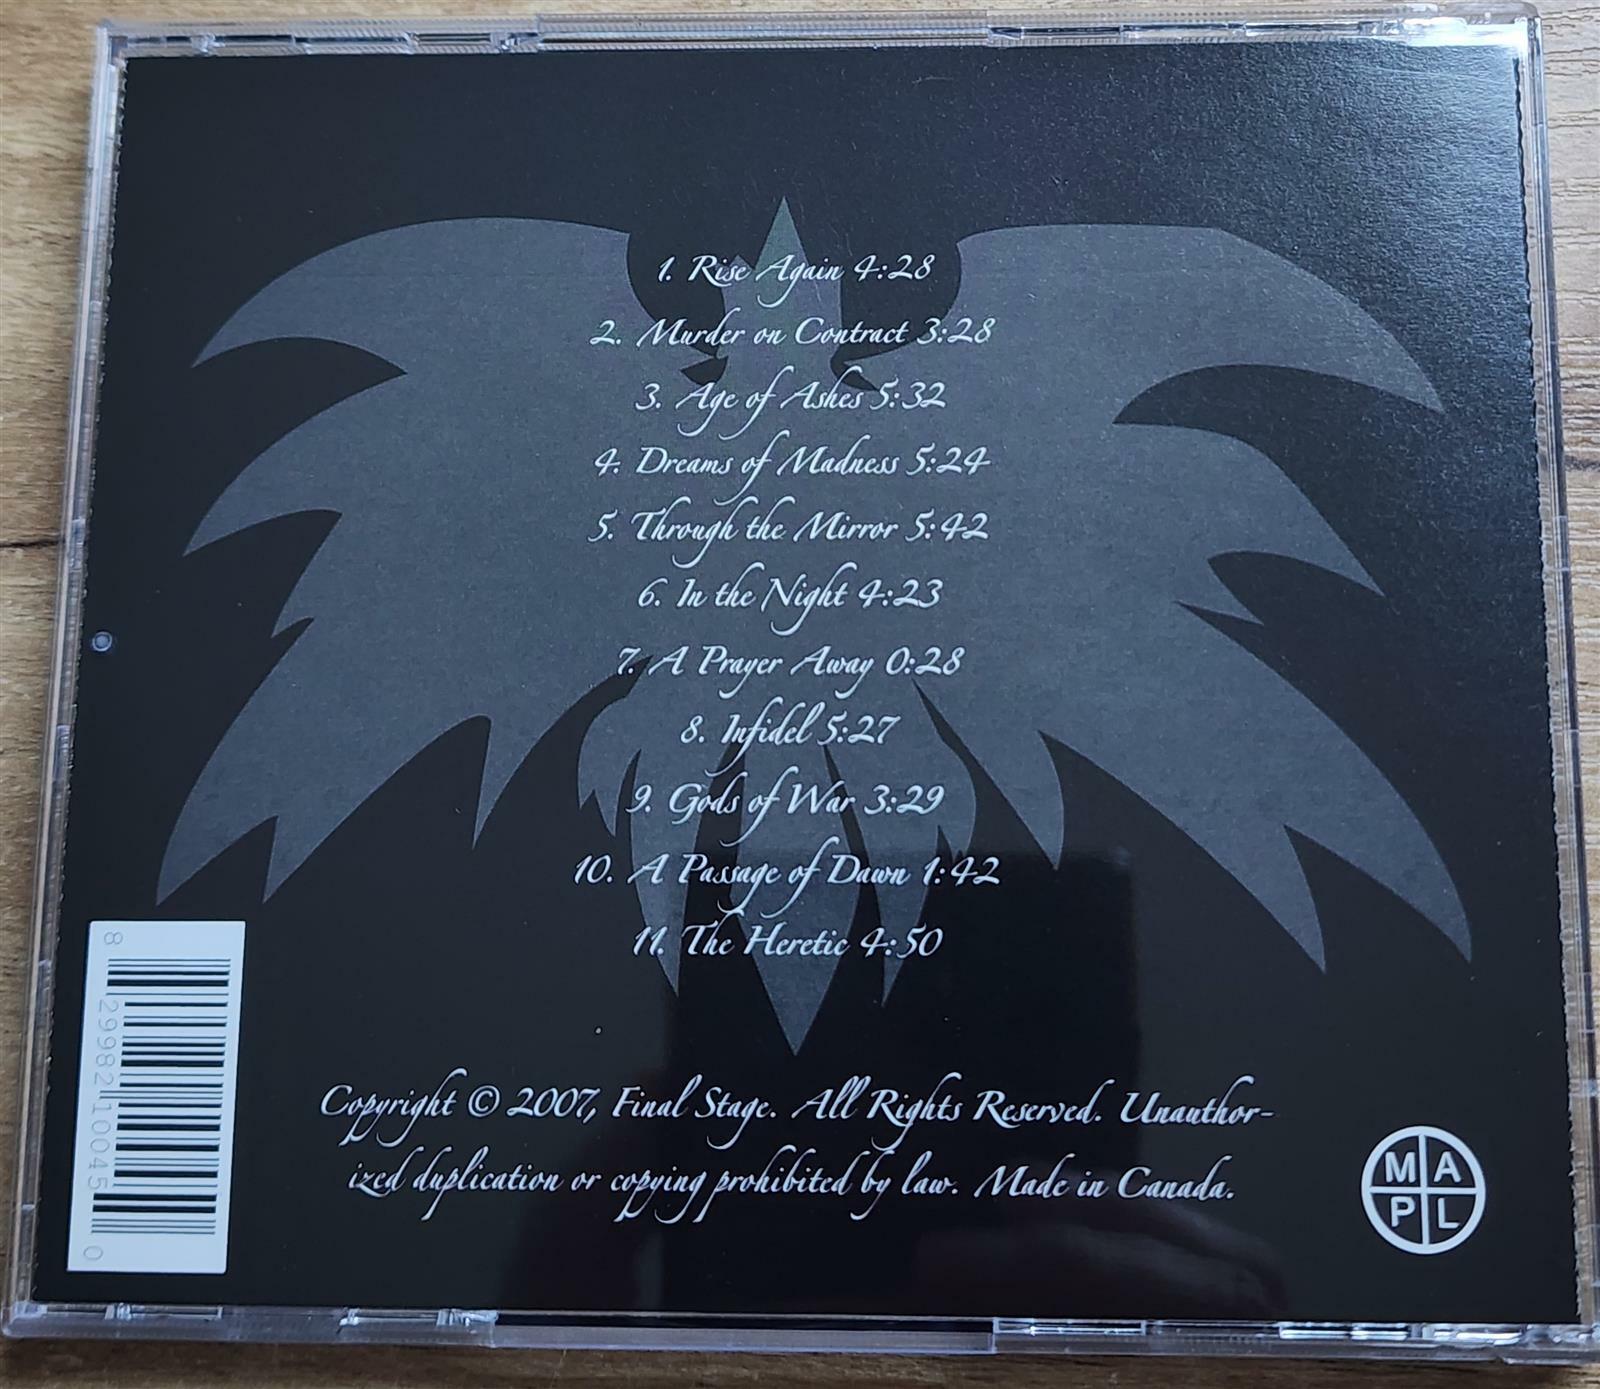 1. Rise Again 4:28
2. Murder on Contract 3:28
3. Age of Ashes 5:32
4. Dreams of Madness 5:24
5. Through the Mirror 5:42
6. In the Night 4:23
7. A Prayer Away 0:28
8. Infidel 5:27
9. Gods of War 3:29
10. A Passage of Dawn 1:42
11. The Heretic 4:50
8 29982 10045 0
Copyright © 2007, Final Stage. All Rights Reserved. Unauthor-
ized duplication or copying prohibited by law. Made in Canada.
M A
P L